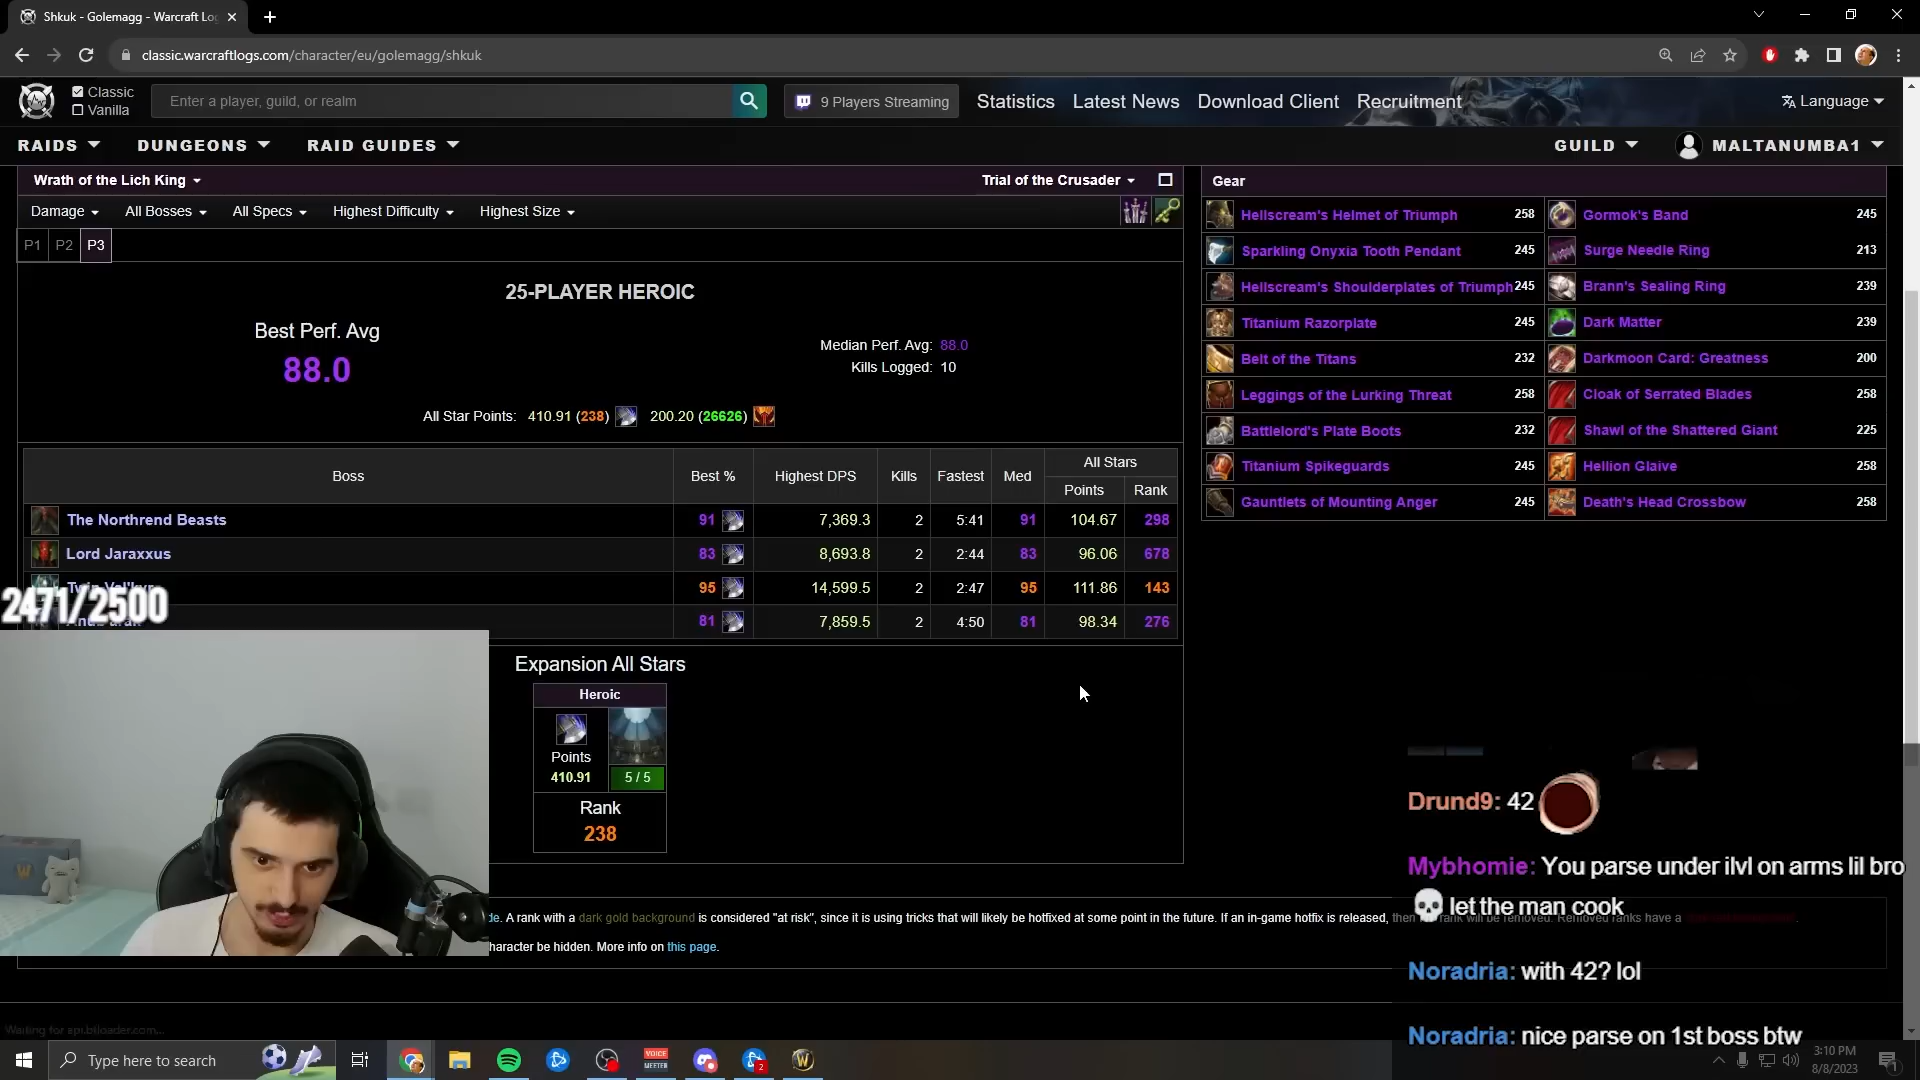 Shkuk - Golemagg - Warcraft Lo
classic.warcraftlogs.com/character/eu/golemagg/shkuk
Classic
Vanilla
Enter a player, guild, or realm
9 Players Streaming
Statistics
Latest News
Download Client
Recruitment
Language
RAIDS
DUNGEONS
RAID GUIDES
GUILD
MALTANUMBA1
Wrath of the Lich King
Trial of the Crusader
Damage
All Bosses
All Specs
Highest Difficulty
Highest Size
P1
P2
P3
25-PLAYER HEROIC
Best Perf. Avg
88.0
Median Perf. Avg: 88.0
Kills Logged: 10
All Star Points: 410.91 (238) 200.20 (26626)
Boss Best % Highest DPS Kills Fastest Med All Stars
Points Rank
The Northrend Beasts 91 7,369.3 2 5:41 91 104.67 298
Lord Jaraxxus 83 8,693.8 2 2:44 83 96.06 678
95 14,599.5 2 2:47 95 111.86 143
81 7,859.5 2 4:50 81 98.34 276
2471/2500
Expansion All Stars
Heroic
Points
410.91
5 / 5
Rank
238
Gear
Hellscream's Helmet of Triumph 258
Gormok's Band 245
Sparkling Onyxia Tooth Pendant 245
Surge Needle Ring 213
Hellscream's Shoulderplates of Triumph 245
Brann's Sealing Ring 239
Titanium Razorplate 245
Dark Matter 239
Belt of the Titans 232
Darkmoon Card: Greatness 200
Leggings of the Lurking Threat 258
Cloak of Serrated Blades 258
Battlelord's Plate Boots 232
Shawl of the Shattered Giant 225
Titanium Spikeguards 245
Hellion Glaive 258
Gauntlets of Mounting Anger 245
Death's Head Crossbow 258
Drund9: 42
Mybhomie: You parse under ilvl on arms lil bro
let the man cook
Noradria: with 42? lol
Noradria: nice parse on 1st boss btw
de. A rank with a dark gold background is considered "at risk", since it is using tricks that will likely be hotfixed at some point in the future. If an in-game hotfix is released, then rank will be removed. Removed ranks have a
haracter be hidden. More info on this page.
Type here to search
VOICE
MEETER
2
3:10 PM
8/8/2023
1